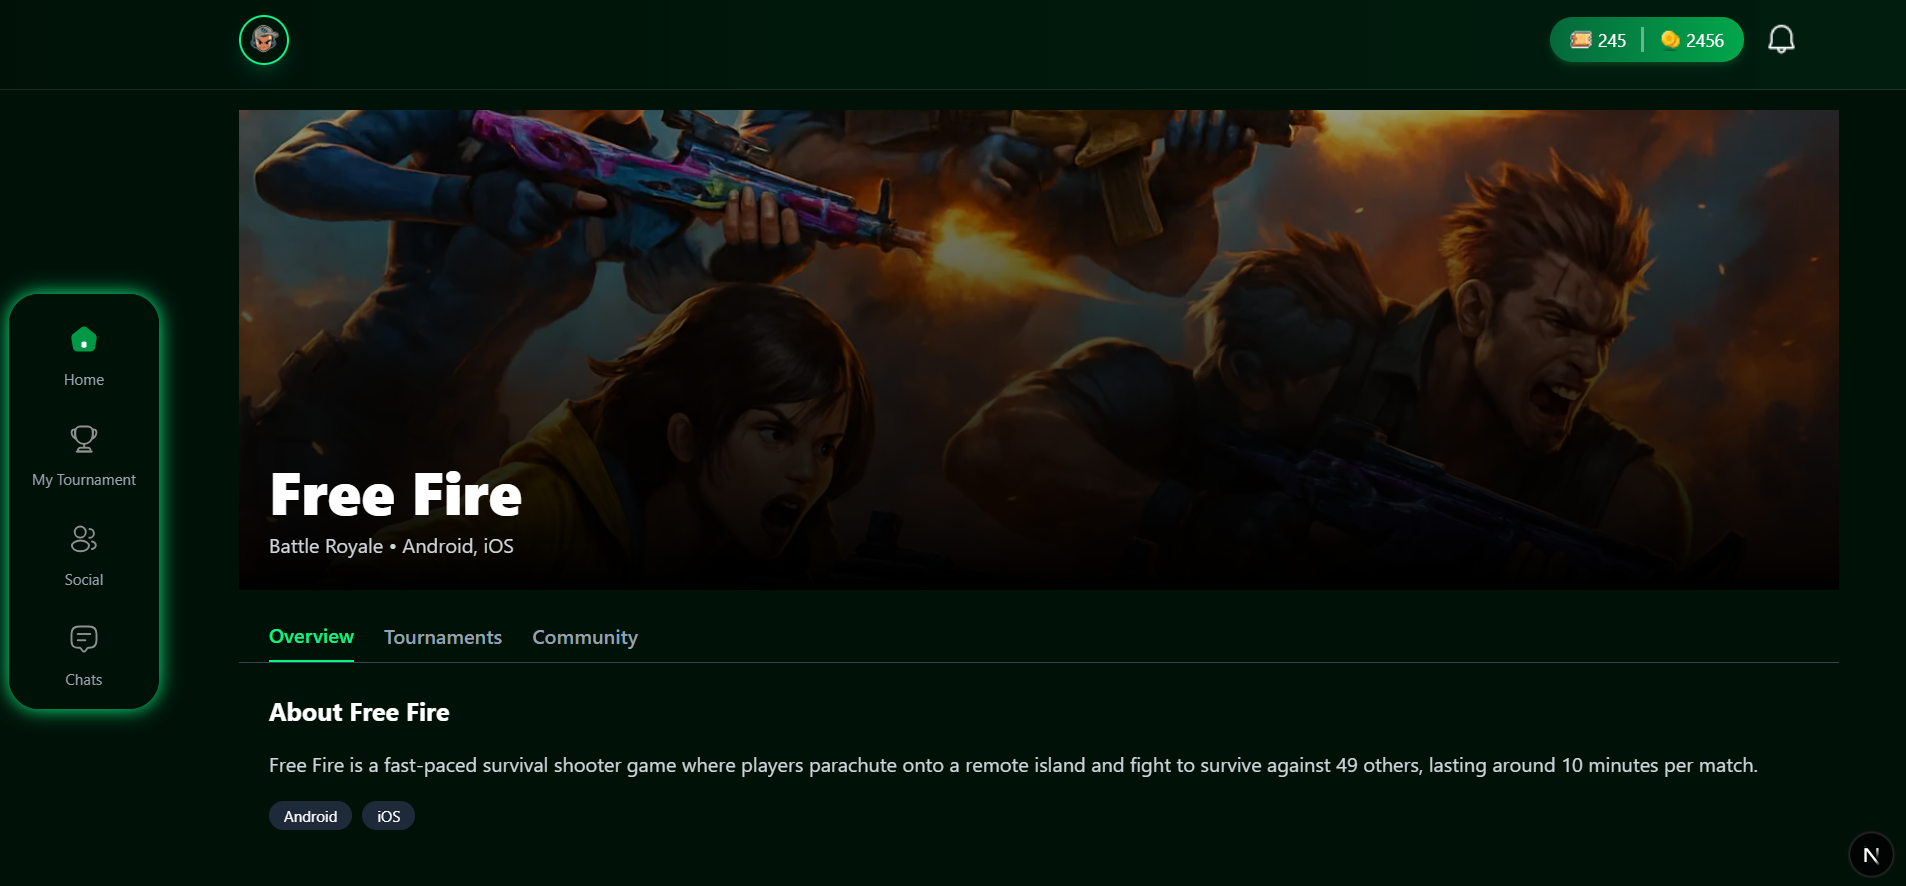 245 | 2456
Home
My Tournament
Social
Chats
Free Fire
Battle Royale • Android, iOS
Overview Tournaments Community
About Free Fire
Free Fire is a fast-paced survival shooter game where players parachute onto a remote island and fight to survive against 49 others, lasting around 10 minutes per match.
Android iOS
N